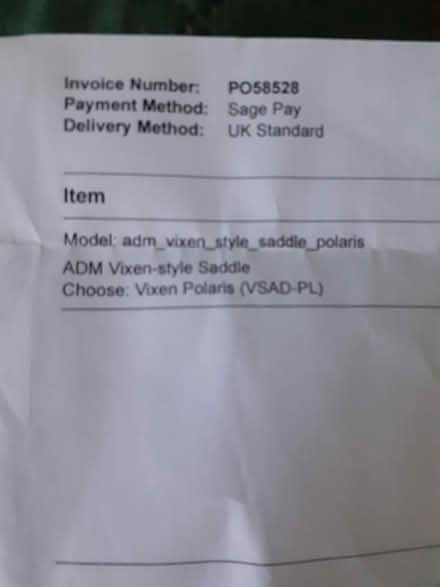 Invoice Number: PO58528
Payment Method: Sage Pay
Delivery Method: UK Standard
Item
Model: adm_vixen_style_saddle_polaris
ADM Vixen-style Saddle
Choose: Vixen Polaris (VSAD-PL)